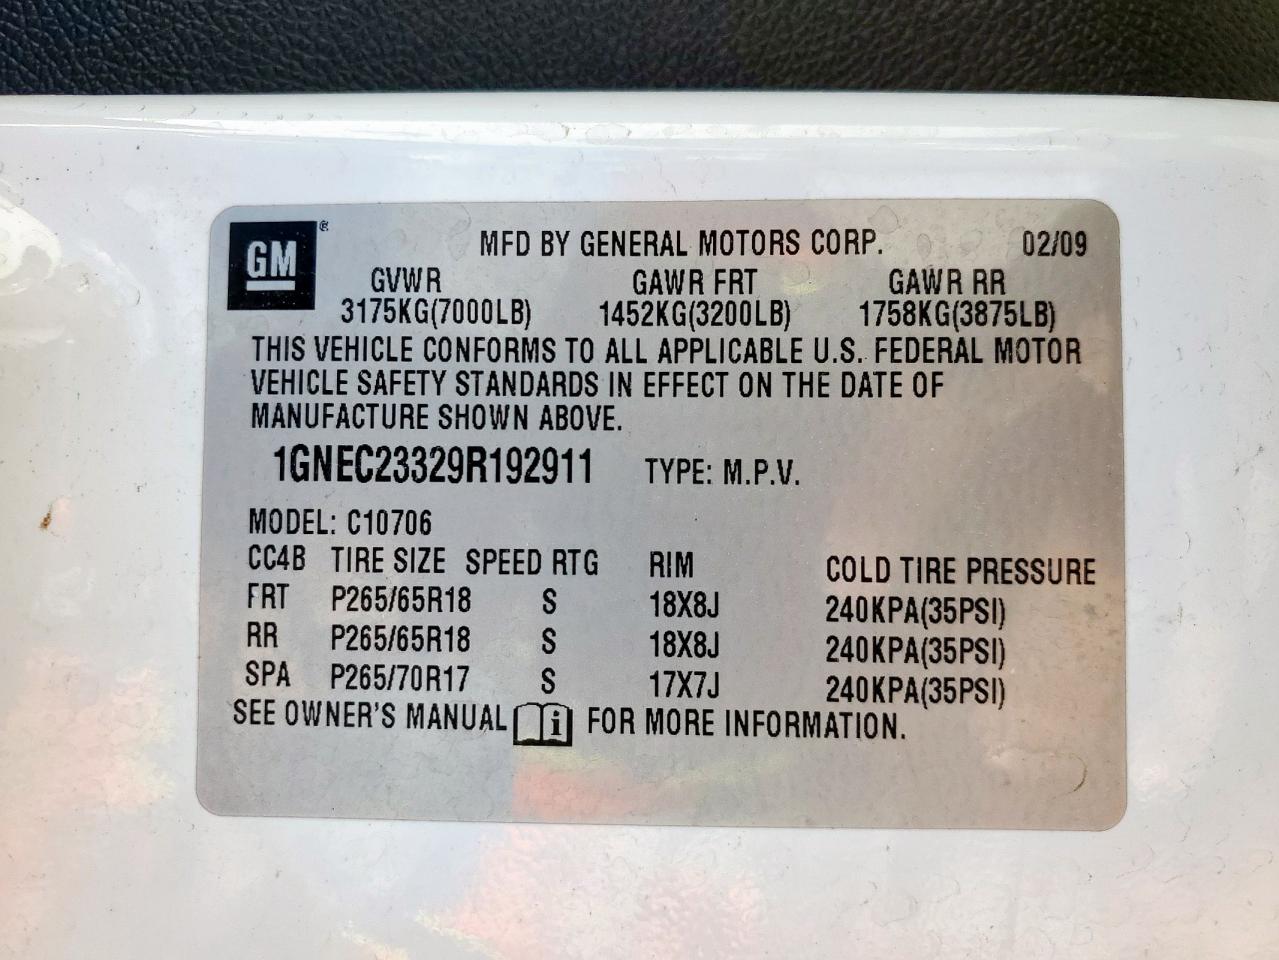 GM ®
MFD BY GENERAL MOTORS CORP. 02/09
GVWR GAWR FRT GAWR RR
3175KG(7000LB) 1452KG(3200LB) 1758KG(3875LB)
THIS VEHICLE CONFORMS TO ALL APPLICABLE U.S. FEDERAL MOTOR
VEHICLE SAFETY STANDARDS IN EFFECT ON THE DATE OF
MANUFACTURE SHOWN ABOVE.
1GNEC23329R192911 TYPE: M.P.V.
MODEL: C10706
CC4B TIRE SIZE SPEED RTG RIM COLD TIRE PRESSURE
FRT P265/65R18 S 18X8J 240KPA(35PSI)
RR P265/65R18 S 18X8J 240KPA(35PSI)
SPA P265/70R17 S 17X7J 240KPA(35PSI)
SEE OWNER'S MANUAL i FOR MORE INFORMATION.